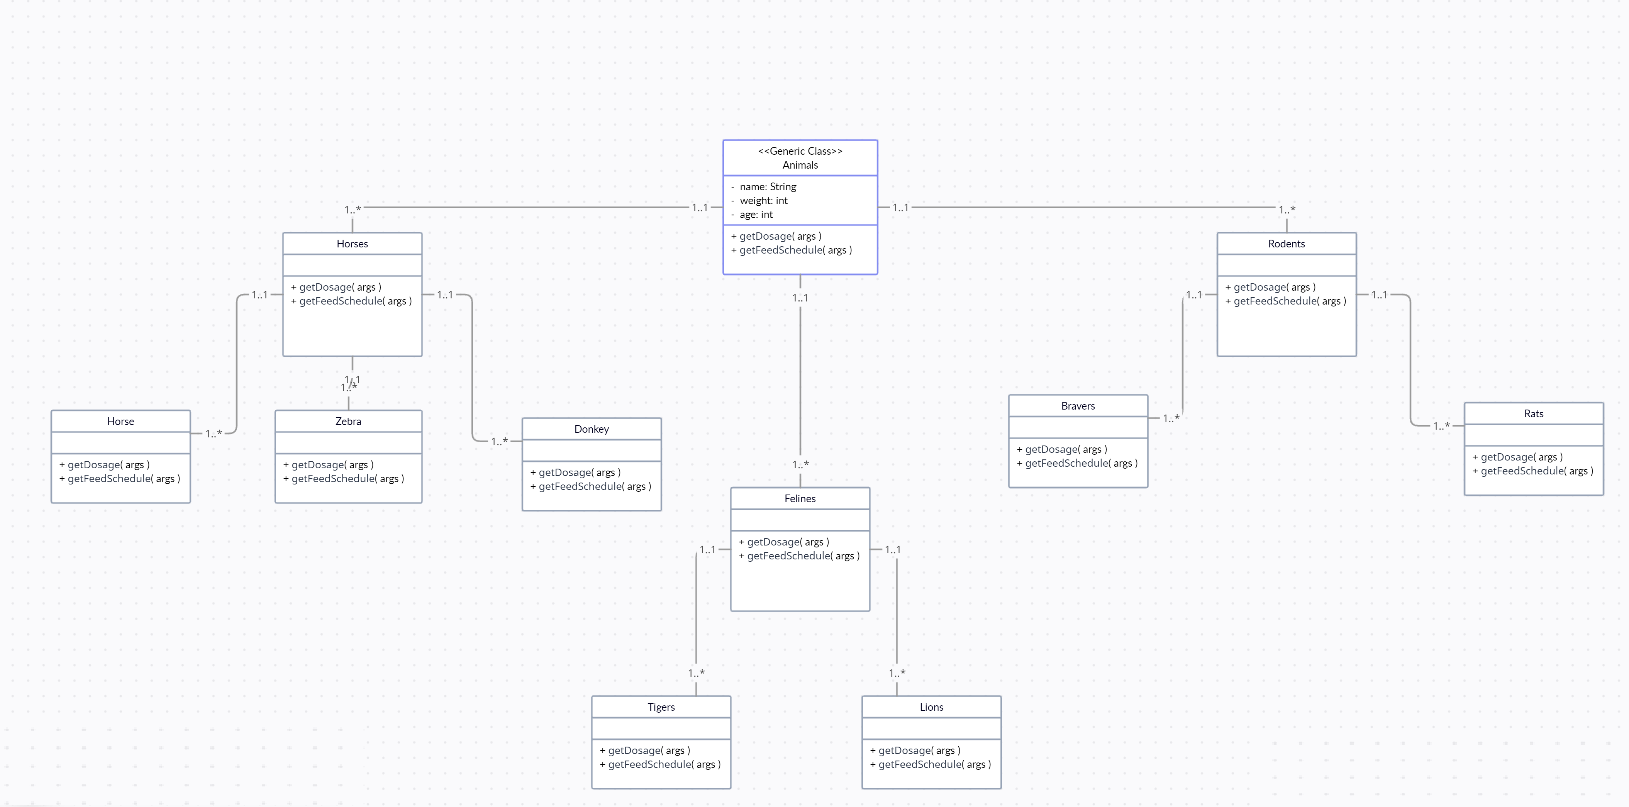 <<Generic Class>>
Animals
- name: String
- weight: int
- age: int
+ getDosage( args )
+ getFeedSchedule( args )
1..*
1..1
1..1
1..*
Horses
+ getDosage( args )
+ getFeedSchedule( args )
Rodents
+ getDosage( args )
+ getFeedSchedule( args )
1..1
1..1
1..1
1..1
1..1
1..1
1..*
Horse
+ getDosage( args )
+ getFeedSchedule( args )
1..*
Zebra
+ getDosage( args )
+ getFeedSchedule( args )
1..*
Donkey
+ getDosage( args )
+ getFeedSchedule( args )
Bravers
+ getDosage( args )
+ getFeedSchedule( args )
1..*
1..*
Rats
+ getDosage( args )
+ getFeedSchedule( args )
1..*
Felines
+ getDosage( args )
+ getFeedSchedule( args )
1..1
1..1
1..*
1..*
Tigers
+ getDosage( args )
+ getFeedSchedule( args )
Lions
+ getDosage( args )
+ getFeedSchedule( args )